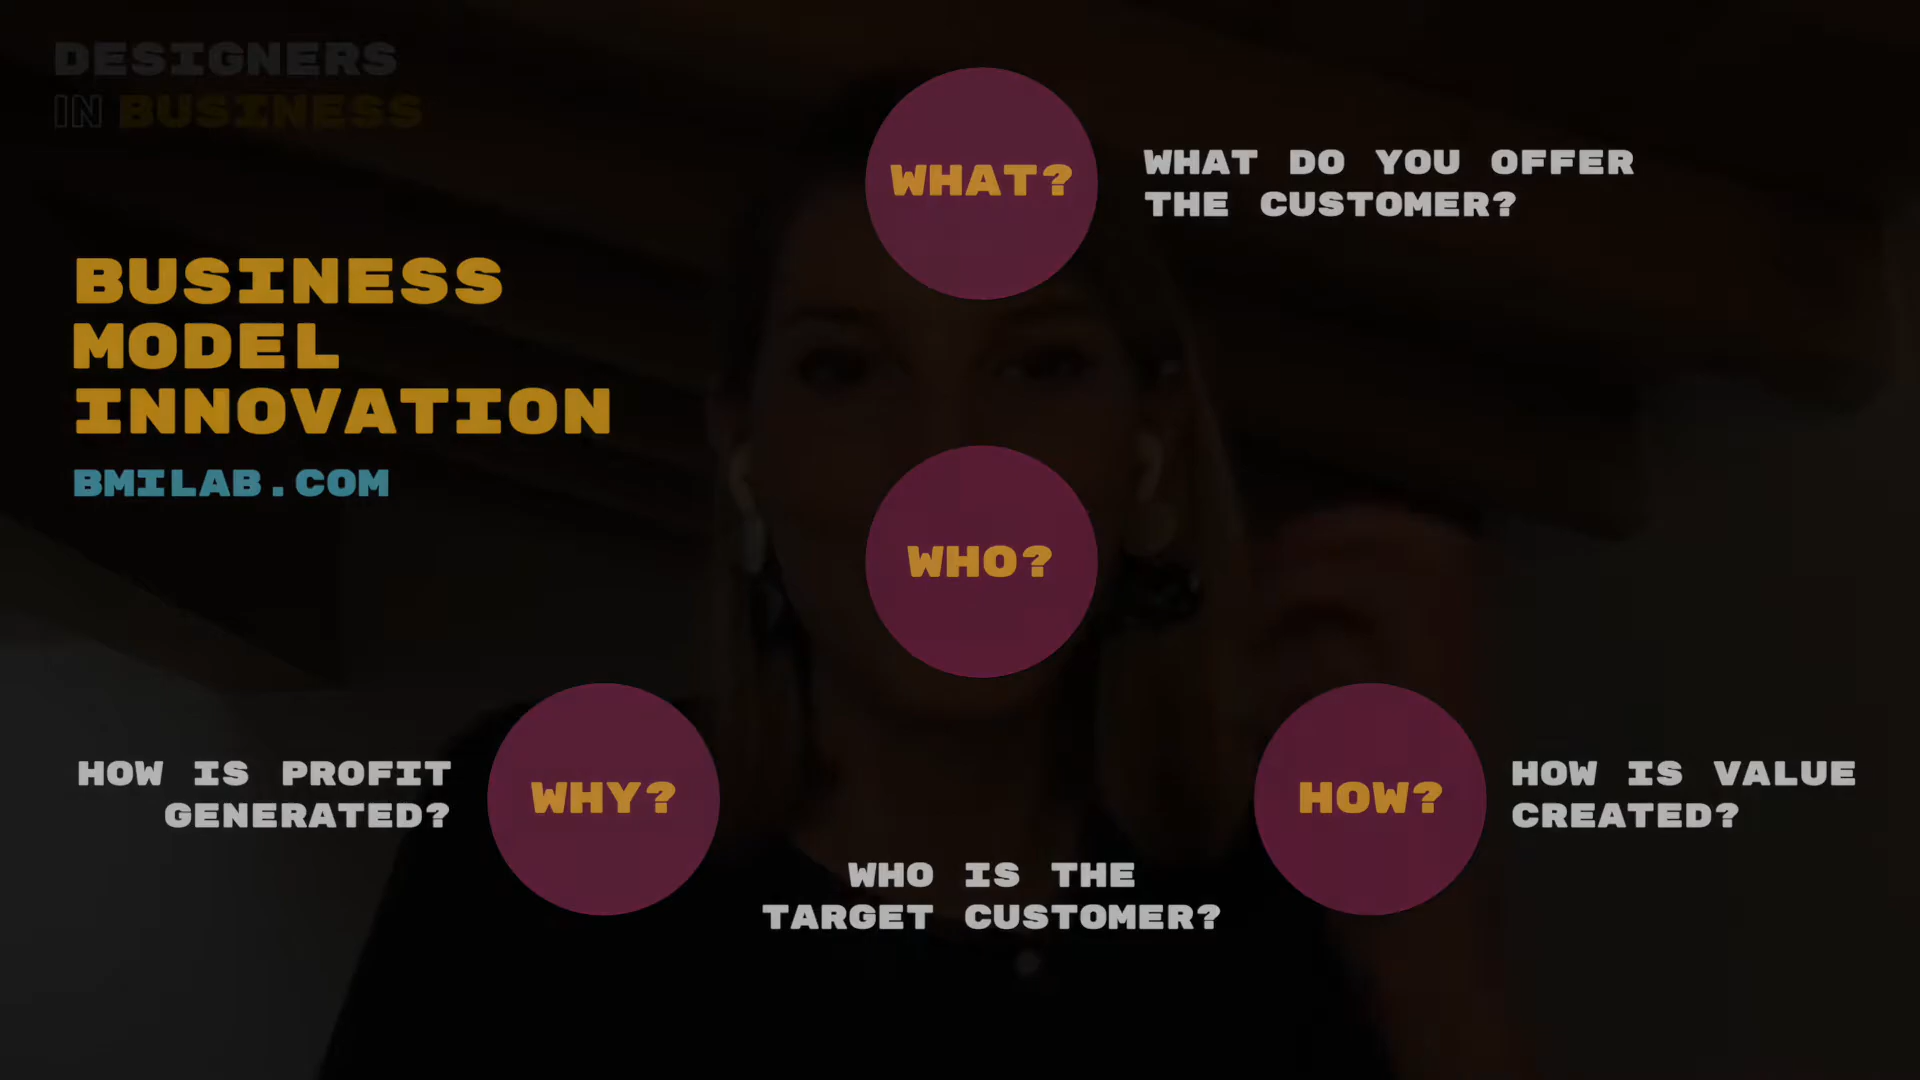 DESIGNERS
IN BUSINESS
WHAT?
WHAT DO YOU OFFER
THE CUSTOMER?
BUSINESS
MODEL
INNOVATION
BMILAB.COM
WHO?
WHY?
HOW IS PROFIT
GENERATED?
HOW?
HOW IS VALUE
CREATED?
WHO IS THE
TARGET CUSTOMER?